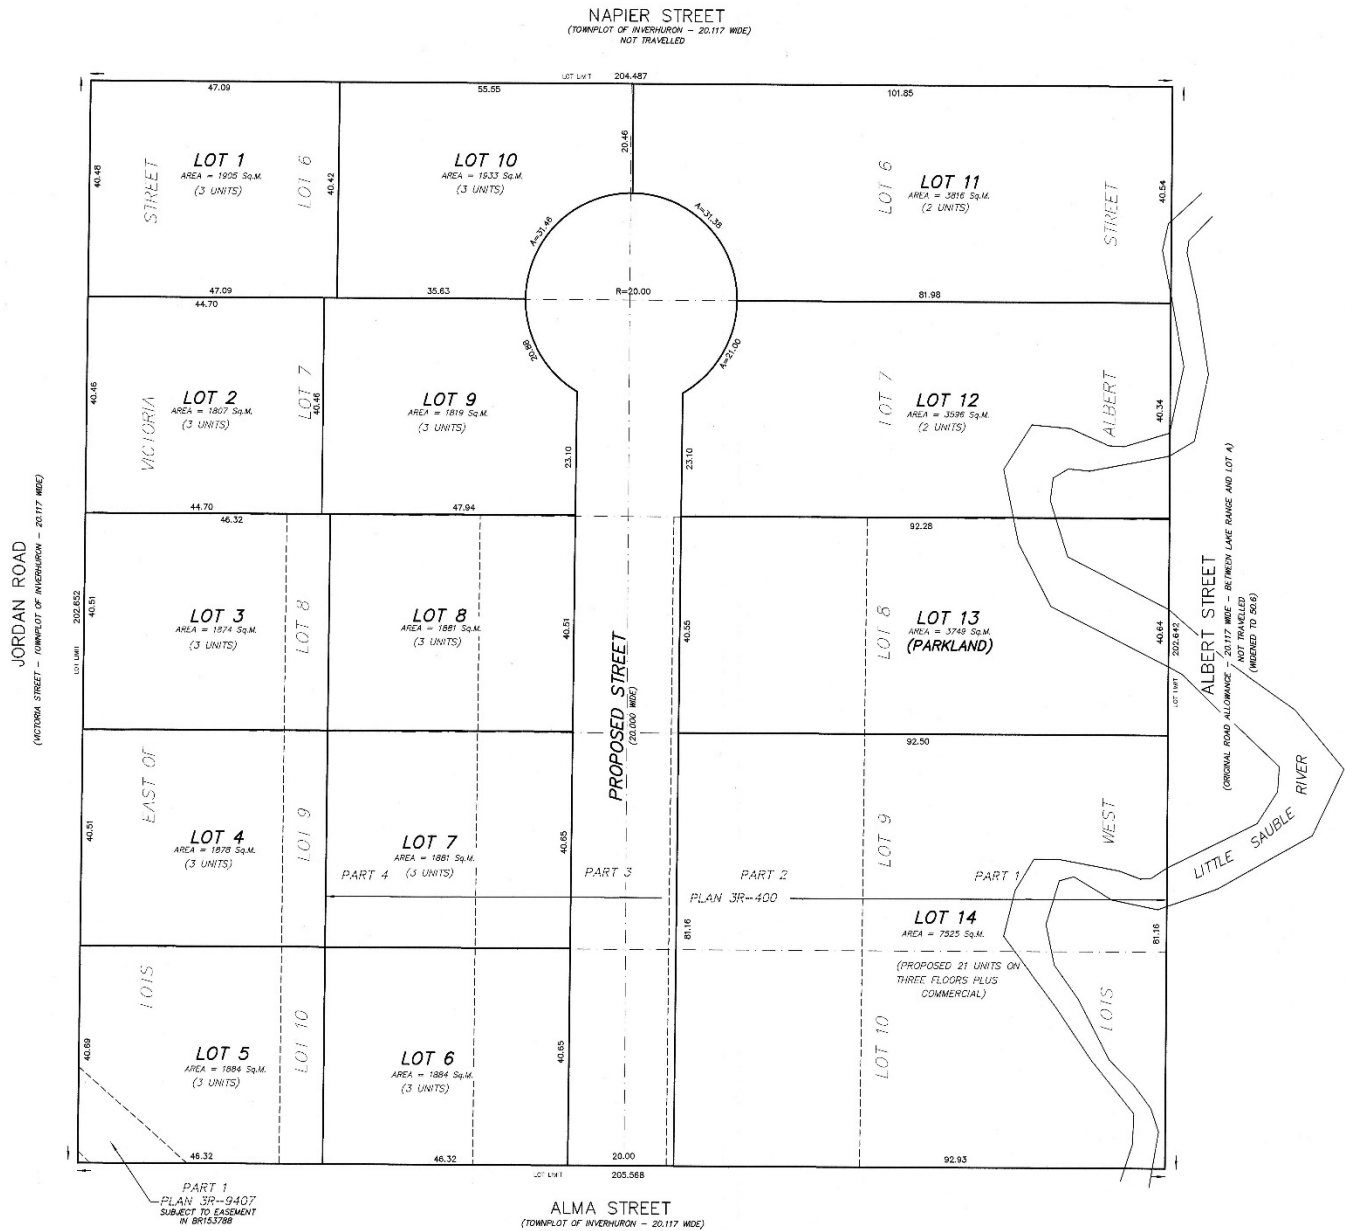 NAPIER STREET
(TOWNPLOT OF INVERHURON - 20.117 WIDE)
NOT TRAVELLED
LOT LIMIT 204.487
47.09
55.55
101.85
LOT 1
AREA = 1905 Sq.M.
(3 UNITS)
STREET
LOT 6
40.48
40.42
LOT 10
AREA = 1933 Sq.M.
(3 UNITS)
20.46
A=31.46
A=31.38
LOT 6
LOT 11
AREA = 3816 Sq.M.
(2 UNITS)
STREET
40.54
47.09
35.63
R=20.00
81.98
44.70
20.88
A=21.00
LOT 2
AREA = 1807 Sq.M.
(3 UNITS)
VICTORIA
LOT 7
40.46
40.46
LOT 9
AREA = 1819 Sq.M.
(3 UNITS)
23.10
23.10
LOT 7
LOT 12
AREA = 3596 Sq.M.
(2 UNITS)
ALBERT
40.34
44.70
47.94
46.32
92.28
JORDAN ROAD
(VICTORIA STREET - TOWNPLOT OF INVERHURON - 20.117 WIDE)
LOT LIMIT 202.652
40.51
LOT 3
AREA = 1874 Sq.M.
(3 UNITS)
LOT 8
LOT 8
AREA = 1881 Sq.M.
(3 UNITS)
40.51
PROPOSED STREET
(20.000 WIDE)
40.55
LOT 8
LOT 13
AREA = 3749 Sq.M.
(PARKLAND)
40.64
LOT LIMIT 202.642
ALBERT STREET
(ORIGINAL ROAD ALLOWANCE - 20.117 WIDE - BETWEEN LAKE RANGE AND LOT A)
NOT TRAVELLED
(WIDENED TO 50.6)
92.50
EAST OF
40.51
LOT 4
AREA = 1878 Sq.M.
(3 UNITS)
LOT 9
LOT 7
AREA = 1881 Sq.M.
(3 UNITS)
40.65
LOT 9
WEST
LITTLE SAUBLE RIVER
PART 4
PART 3
PART 2
PART 1
PLAN 3R-400
LOT 14
AREA = 7525 Sq.M.
81.16
81.16
(PROPOSED 21 UNITS ON
THREE FLOORS PLUS
COMMERCIAL)
LOIS
LOT 10
LOT 10
LOIS
40.69
LOT 5
AREA = 1884 Sq.M.
(3 UNITS)
LOT 6
AREA = 1884 Sq.M.
(3 UNITS)
40.65
46.32
46.32
20.00
92.93
LOT LIMIT 205.568
PART 1
PLAN 3R-9407
SUBJECT TO EASEMENT
IN BR153788
ALMA STREET
(TOWNPLOT OF INVERHURON - 20.117 WIDE)